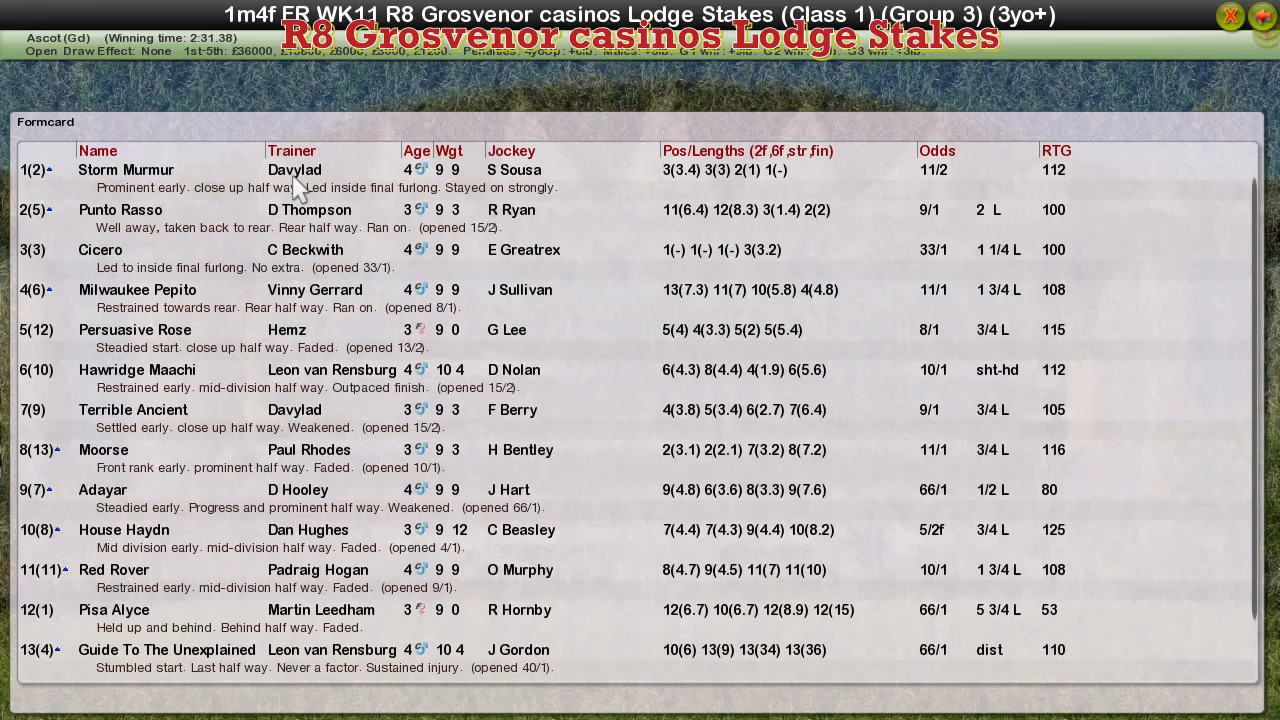 1m4f ER WK11 R8 Grosvenor casinos Lodge Stakes (Class 1) (Group 3) (3yo+)
R8 Grosvenor casinos Lodge Stakes
Ascot(Gd) (Winning time: 2:31.38)
Open Draw Effect: None 1st-5th: £36000,
Formcard
Name Trainer Age Wgt Jockey Pos/Lengths (2f,6f,str,fin) Odds RTG
1(2) Storm Murmur Davylad 4 9 9 S Sousa 3(3.4) 3(3) 2(1) 1(-) 11/2 112
Prominent early. close up half way. Led inside final furlong. Stayed on strongly.
2(5) Punto Rasso D Thompson 3 9 3 R Ryan 11(6.4) 12(8.3) 3(1.4) 2(2) 9/1 2 L 100
Well away, taken back to rear. Rear half way. Ran on. (opened 15/2).
3(3) Cicero C Beckwith 4 9 9 E Greatrex 1(-) 1(-) 1(-) 3(3.2) 33/1 1 1/4 L 100
Led to inside final furlong. No extra. (opened 33/1).
4(6) Milwaukee Pepito Vinny Gerrard 4 9 9 J Sullivan 13(7.3) 11(7) 10(5.8) 4(4.8) 11/1 1 3/4 L 108
Restrained towards rear. Rear half way. Ran on. (opened 8/1).
5(12) Persuasive Rose Hemz 3 9 0 G Lee 5(4) 4(3.3) 5(2) 5(5.4) 8/1 3/4 L 115
Steadied start. close up half way. Faded. (opened 13/2).
6(10) Hawridge Maachi Leon van Rensburg 4 10 4 D Nolan 6(4.3) 8(4.4) 4(1.9) 6(5.6) 10/1 sht-hd 112
Restrained early. mid-division half way. Outpaced finish. (opened 15/2).
7(9) Terrible Ancient Davylad 3 9 3 F Berry 4(3.8) 5(3.4) 6(2.7) 7(6.4) 9/1 3/4 L 105
Settled early. close up half way. Weakened. (opened 15/2).
8(13) Moorse Paul Rhodes 3 9 3 H Bentley 2(3.1) 2(2.1) 7(3.2) 8(7.2) 11/1 3/4 L 116
Front rank early. prominent half way. Faded. (opened 10/1).
9(7) Adayar D Hooley 4 9 9 J Hart 9(4.8) 6(3.6) 8(3.3) 9(7.6) 66/1 1/2 L 80
Steadied early. Progress and prominent half way. Weakened. (opened 66/1).
10(8) House Haydn Dan Hughes 3 9 12 C Beasley 7(4.4) 7(4.3) 9(4.4) 10(8.2) 5/2f 3/4 L 125
Mid division early. mid-division half way. Faded. (opened 4/1).
11(11) Red Rover Padraig Hogan 4 9 9 O Murphy 8(4.7) 9(4.5) 11(7) 11(10) 10/1 1 3/4 L 108
Restrained early. mid-division half way. Faded. (opened 9/1).
12(1) Pisa Alyce Martin Leedham 3 9 0 R Hornby 12(6.7) 10(6.7) 12(8.9) 12(15) 66/1 5 3/4 L 53
Held up and behind. Behind half way. Faded.
13(4) Guide To The Unexplained Leon van Rensburg 4 10 4 J Gordon 10(6) 13(9) 13(34) 13(36) 66/1 dist 110
Stumbled start. Last half way. Never a factor. Sustained injury. (opened 40/1).